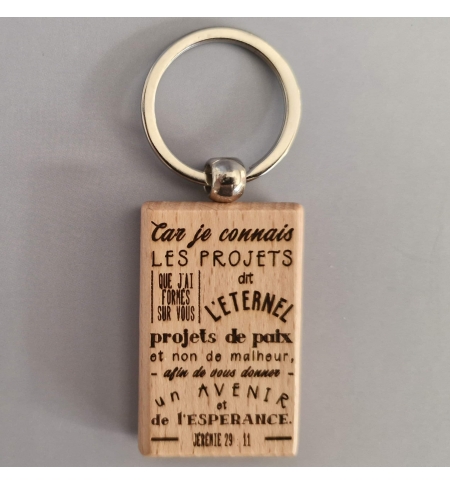 Car je connais
LES PROJETS
QUE J'AI
FORMÉS
SUR VOUS
dit
L'ETERNEL
projets de paix
et non de malheur,
- afin de vous donner -
un AVENIR
et
de l'ESPERANCE.
JÉRÉMIE 29 11